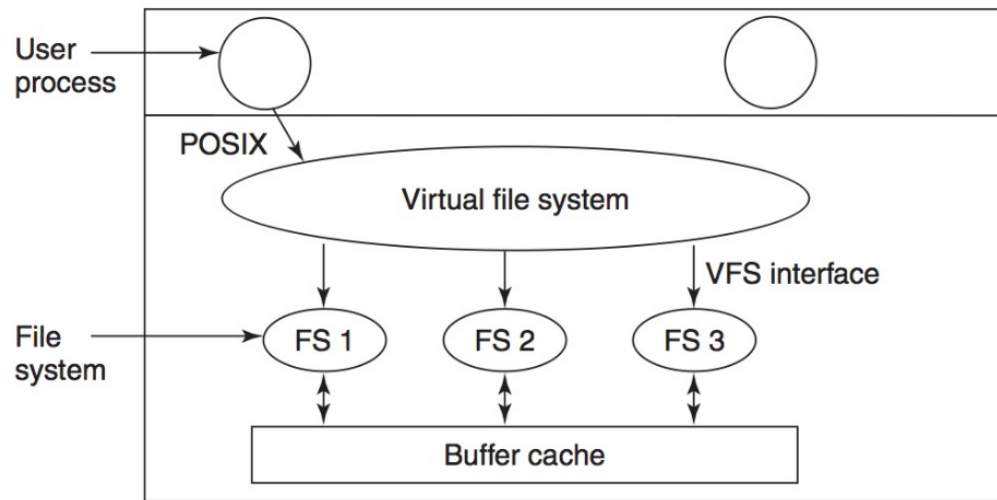 User
process
POSIX
Virtual file system
VFS interface
File
system
FS 1
FS 2
FS 3
Buffer cache